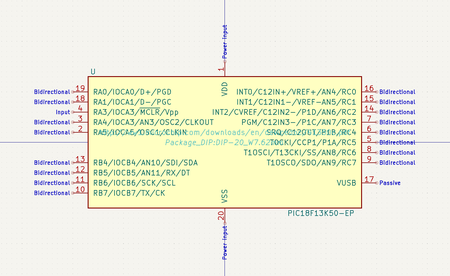 Power input
U
1
VDD
Bidirectional 19 RA0/IOCA0/D+/PGD
Bidirectional 18 RA1/IOCA1/D-/PGC
Input 4 RA3/IOCA3/MCLR/Vpp
Bidirectional 3 RA4/IOCA3/AN3/OSC2/CLKOUT
Bidirectional 2 RA5/IOCA5/OSC1/CLKIN
Bidirectional 13 RB4/IOCB4/AN10/SDI/SDA
Bidirectional 12 RB5/IOCB5/AN11/RX/DT
Bidirectional 11 RB6/IOCB6/SCK/SCL
Bidirectional 10 RB7/IOCB7/TX/CK
INT0/C12IN+/VREF+/AN4/RC0 16 Bidirectional
INT1/C12IN1-/VREF-AN5/RC1 15 Bidirectional
INT2/CVREF/C12IN2-/P1D/AN6/RC2 14 Bidirectional
PGM/C12IN3-/P1C/AN7/RC3 7 Bidirectional
SRQ/C12OUT/P1B/RC4 6 Bidirectional
T0CKI/CCP1/P1A/RC5 5 Bidirectional
T1OSCI/T13CKI/SS/AN8/RC6 8 Bidirectional
T1OSCO/SDO/AN9/RC7 9 Bidirectional
VUSB 17 Passive
com/downloads/en
Package_DIP:DIP-20_W7.62
VSS
20
PIC18F13K50-EP
Power input